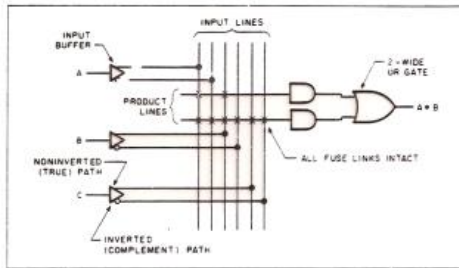 INPUT LINES
INPUT
BUFFER
2-WIDE
OR GATE
A
PRODUCT
LINES
A * B
B
NONINVERTED
(TRUE) PATH
ALL FUSE LINKS INTACT
C
INVERTED
(COMPLEMENT) PATH